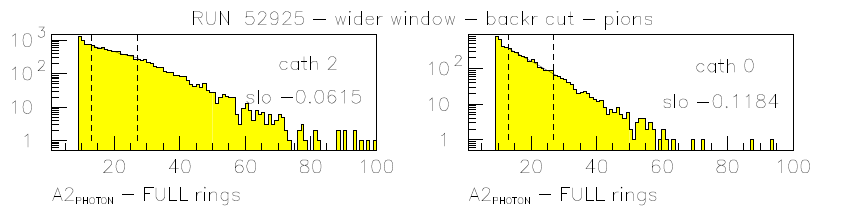 RUN 52925 – wider window – backr cut – pions
10³
10²
10
1
cath 2
slo –0.0615
20 40 60 80 100
A2PHOTON – FULL rings
10²
10
1
cath 0
slo –0.1184
20 40 60 80 100
A2PHOTON – FULL rings